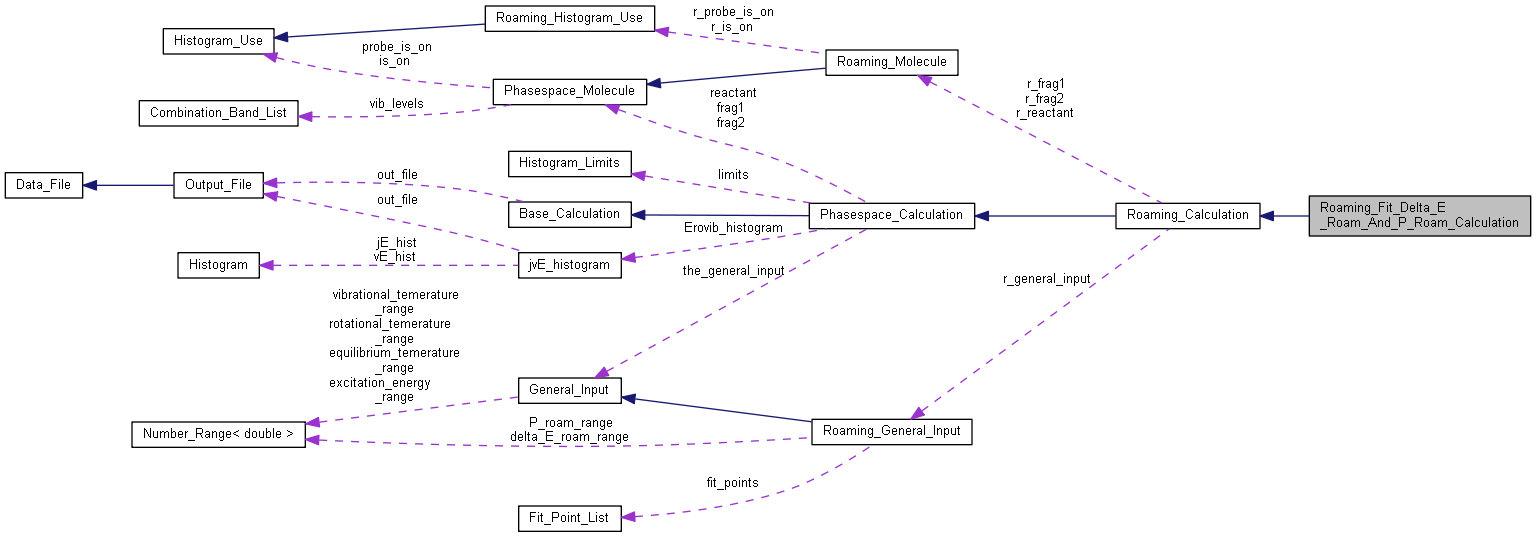 Roaming_Histogram_Use
r_probe_is_on
r_is_on
Histogram_Use
probe_is_on
is_on
Roaming_Molecule
Phasespace_Molecule
reactant
frag1
frag2
r_frag1
r_frag2
r_reactant
Combination_Band_List
vib_levels
Histogram_Limits
limits
Data_File
Output_File
out_file
out_file
Base_Calculation
Phasespace_Calculation
Roaming_Calculation
Roaming_Fit_Delta_E
_Roam_And_P_Roam_Calculation
Erovib_histogram
Histogram
jE_hist
vE_hist
jvE_histogram
the_general_input
r_general_input
vibrational_temerature
_range
rotational_temerature
_range
equilibrium_temerature
_range
excitation_energy
_range
General_Input
Number_Range< double >
P_roam_range
delta_E_roam_range
Roaming_General_Input
fit_points
Fit_Point_List